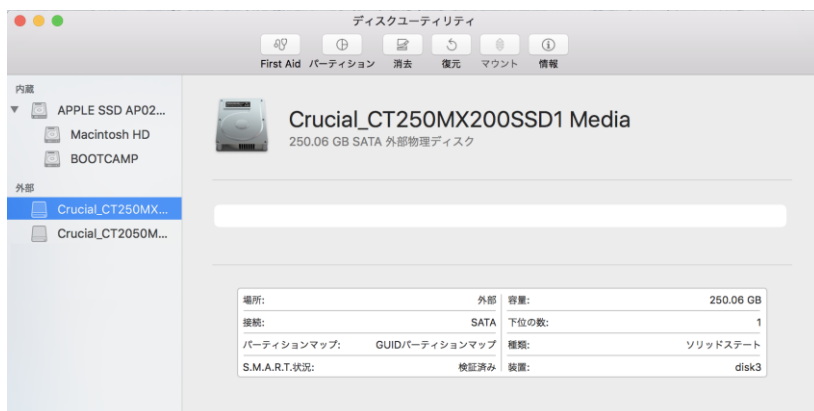 ディスクユーティリティ
First Aid パーティション 消去 復元 マウント 情報
内蔵
APPLE SSD AP02...
Macintosh HD
BOOTCAMP
外部
Crucial_CT250MX...
Crucial_CT2050M...
Crucial_CT250MX200SSD1 Media
250.06 GB SATA 外部物理ディスク
場所: 外部 容量: 250.06 GB
接続: SATA 下位の数: 1
パーティションマップ: GUIDパーティションマップ 種類: ソリッドステート
S.M.A.R.T.状況: 検証済み 装置: disk3